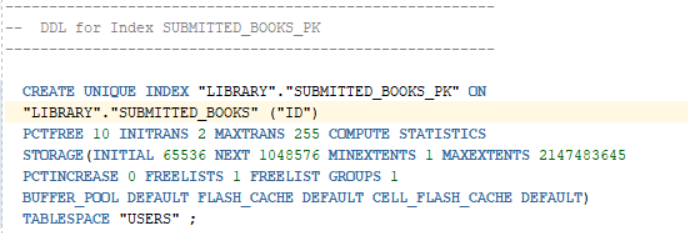 --------------------------------------------------------
--  DDL for Index SUBMITTED_BOOKS_PK
--------------------------------------------------------
CREATE UNIQUE INDEX "LIBRARY"."SUBMITTED_BOOKS_PK" ON
"LIBRARY"."SUBMITTED_BOOKS" ("ID")
PCTFREE 10 INITRANS 2 MAXTRANS 255 COMPUTE STATISTICS
STORAGE(INITIAL 65536 NEXT 1048576 MINEXTENTS 1 MAXEXTENTS 2147483645
PCTINCREASE 0 FREELISTS 1 FREELIST GROUPS 1
BUFFER_POOL DEFAULT FLASH_CACHE DEFAULT CELL_FLASH_CACHE DEFAULT)
TABLESPACE "USERS" ;